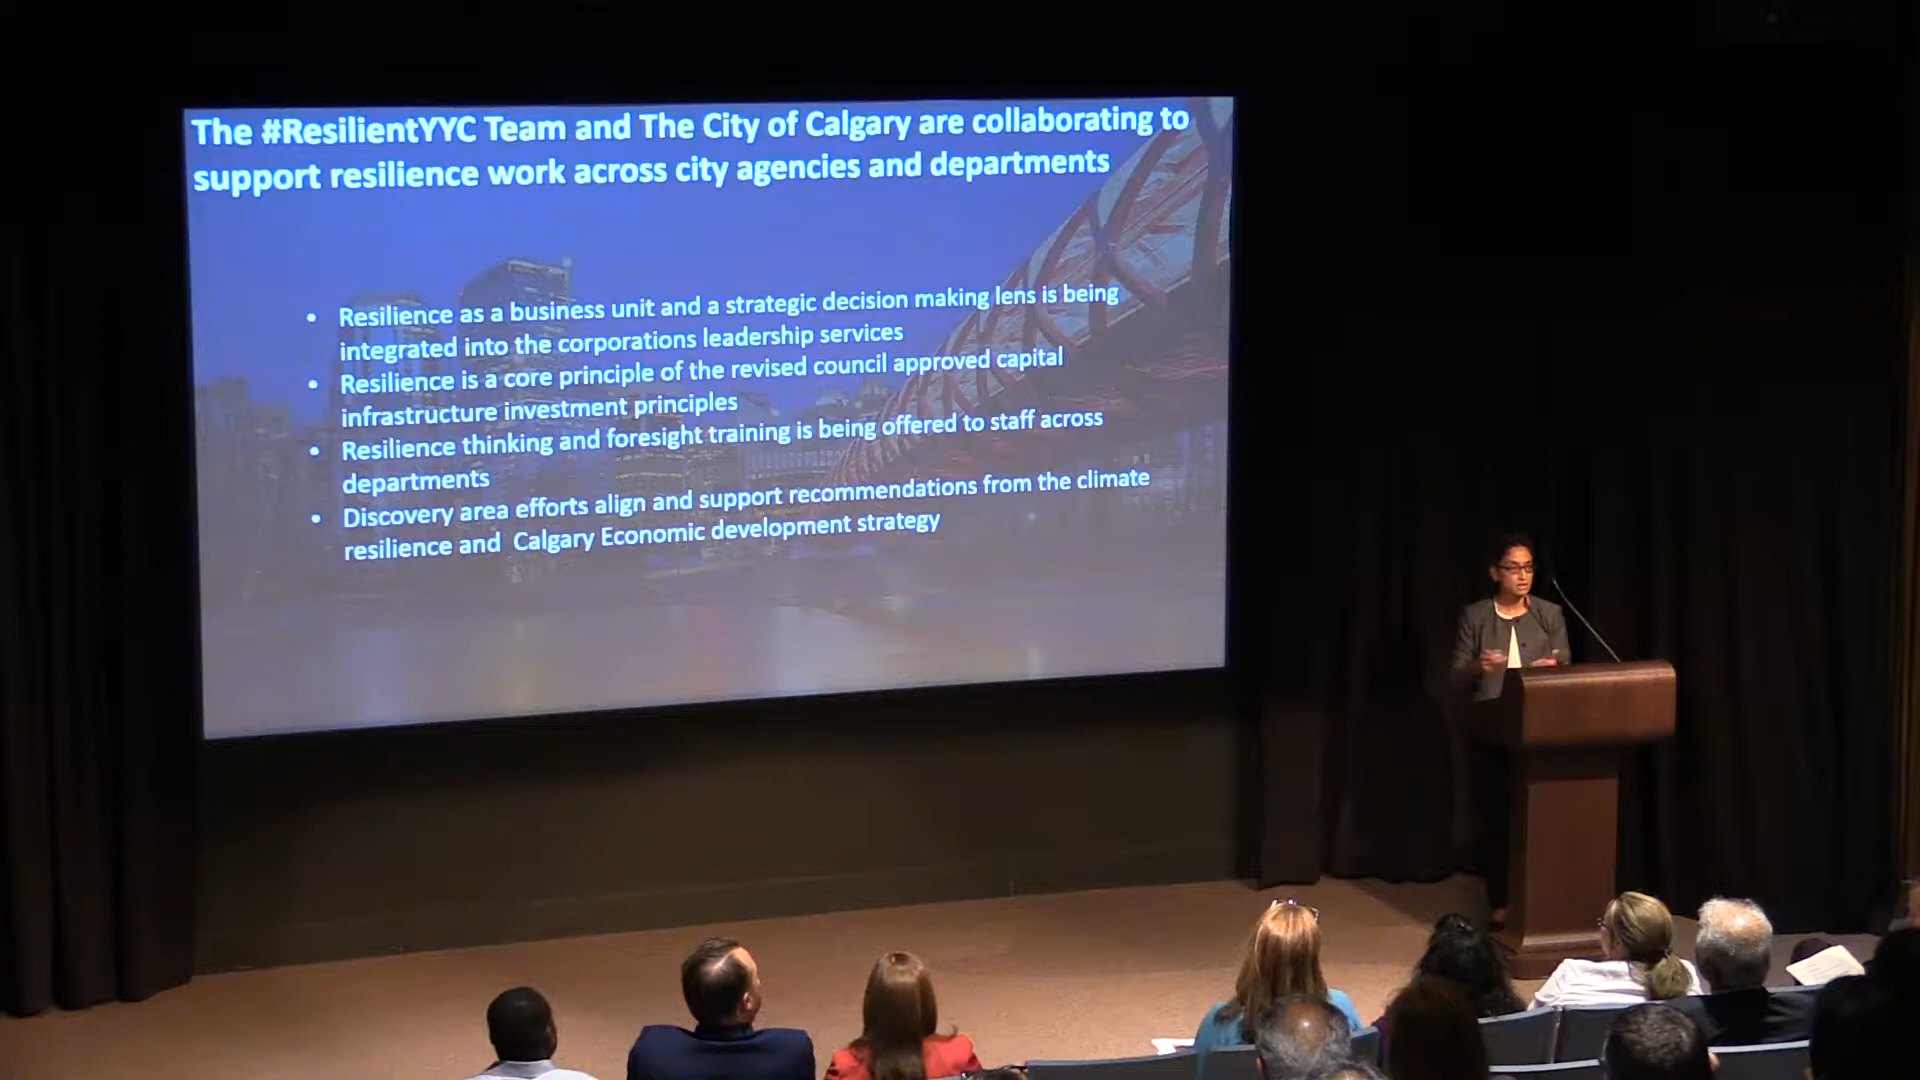 The #ResilientYYC Team and The City of Calgary are collaborating to
support resilience work across city agencies and departments
• Resilience as a business unit and a strategic decision making lens is being
integrated into the corporations leadership services
• Resilience is a core principle of the revised council approved capital
infrastructure investment principles
• Resilience thinking and foresight training is being offered to staff across
departments
• Discovery area efforts align and support recommendations from the climate
resilience and Calgary Economic development strategy